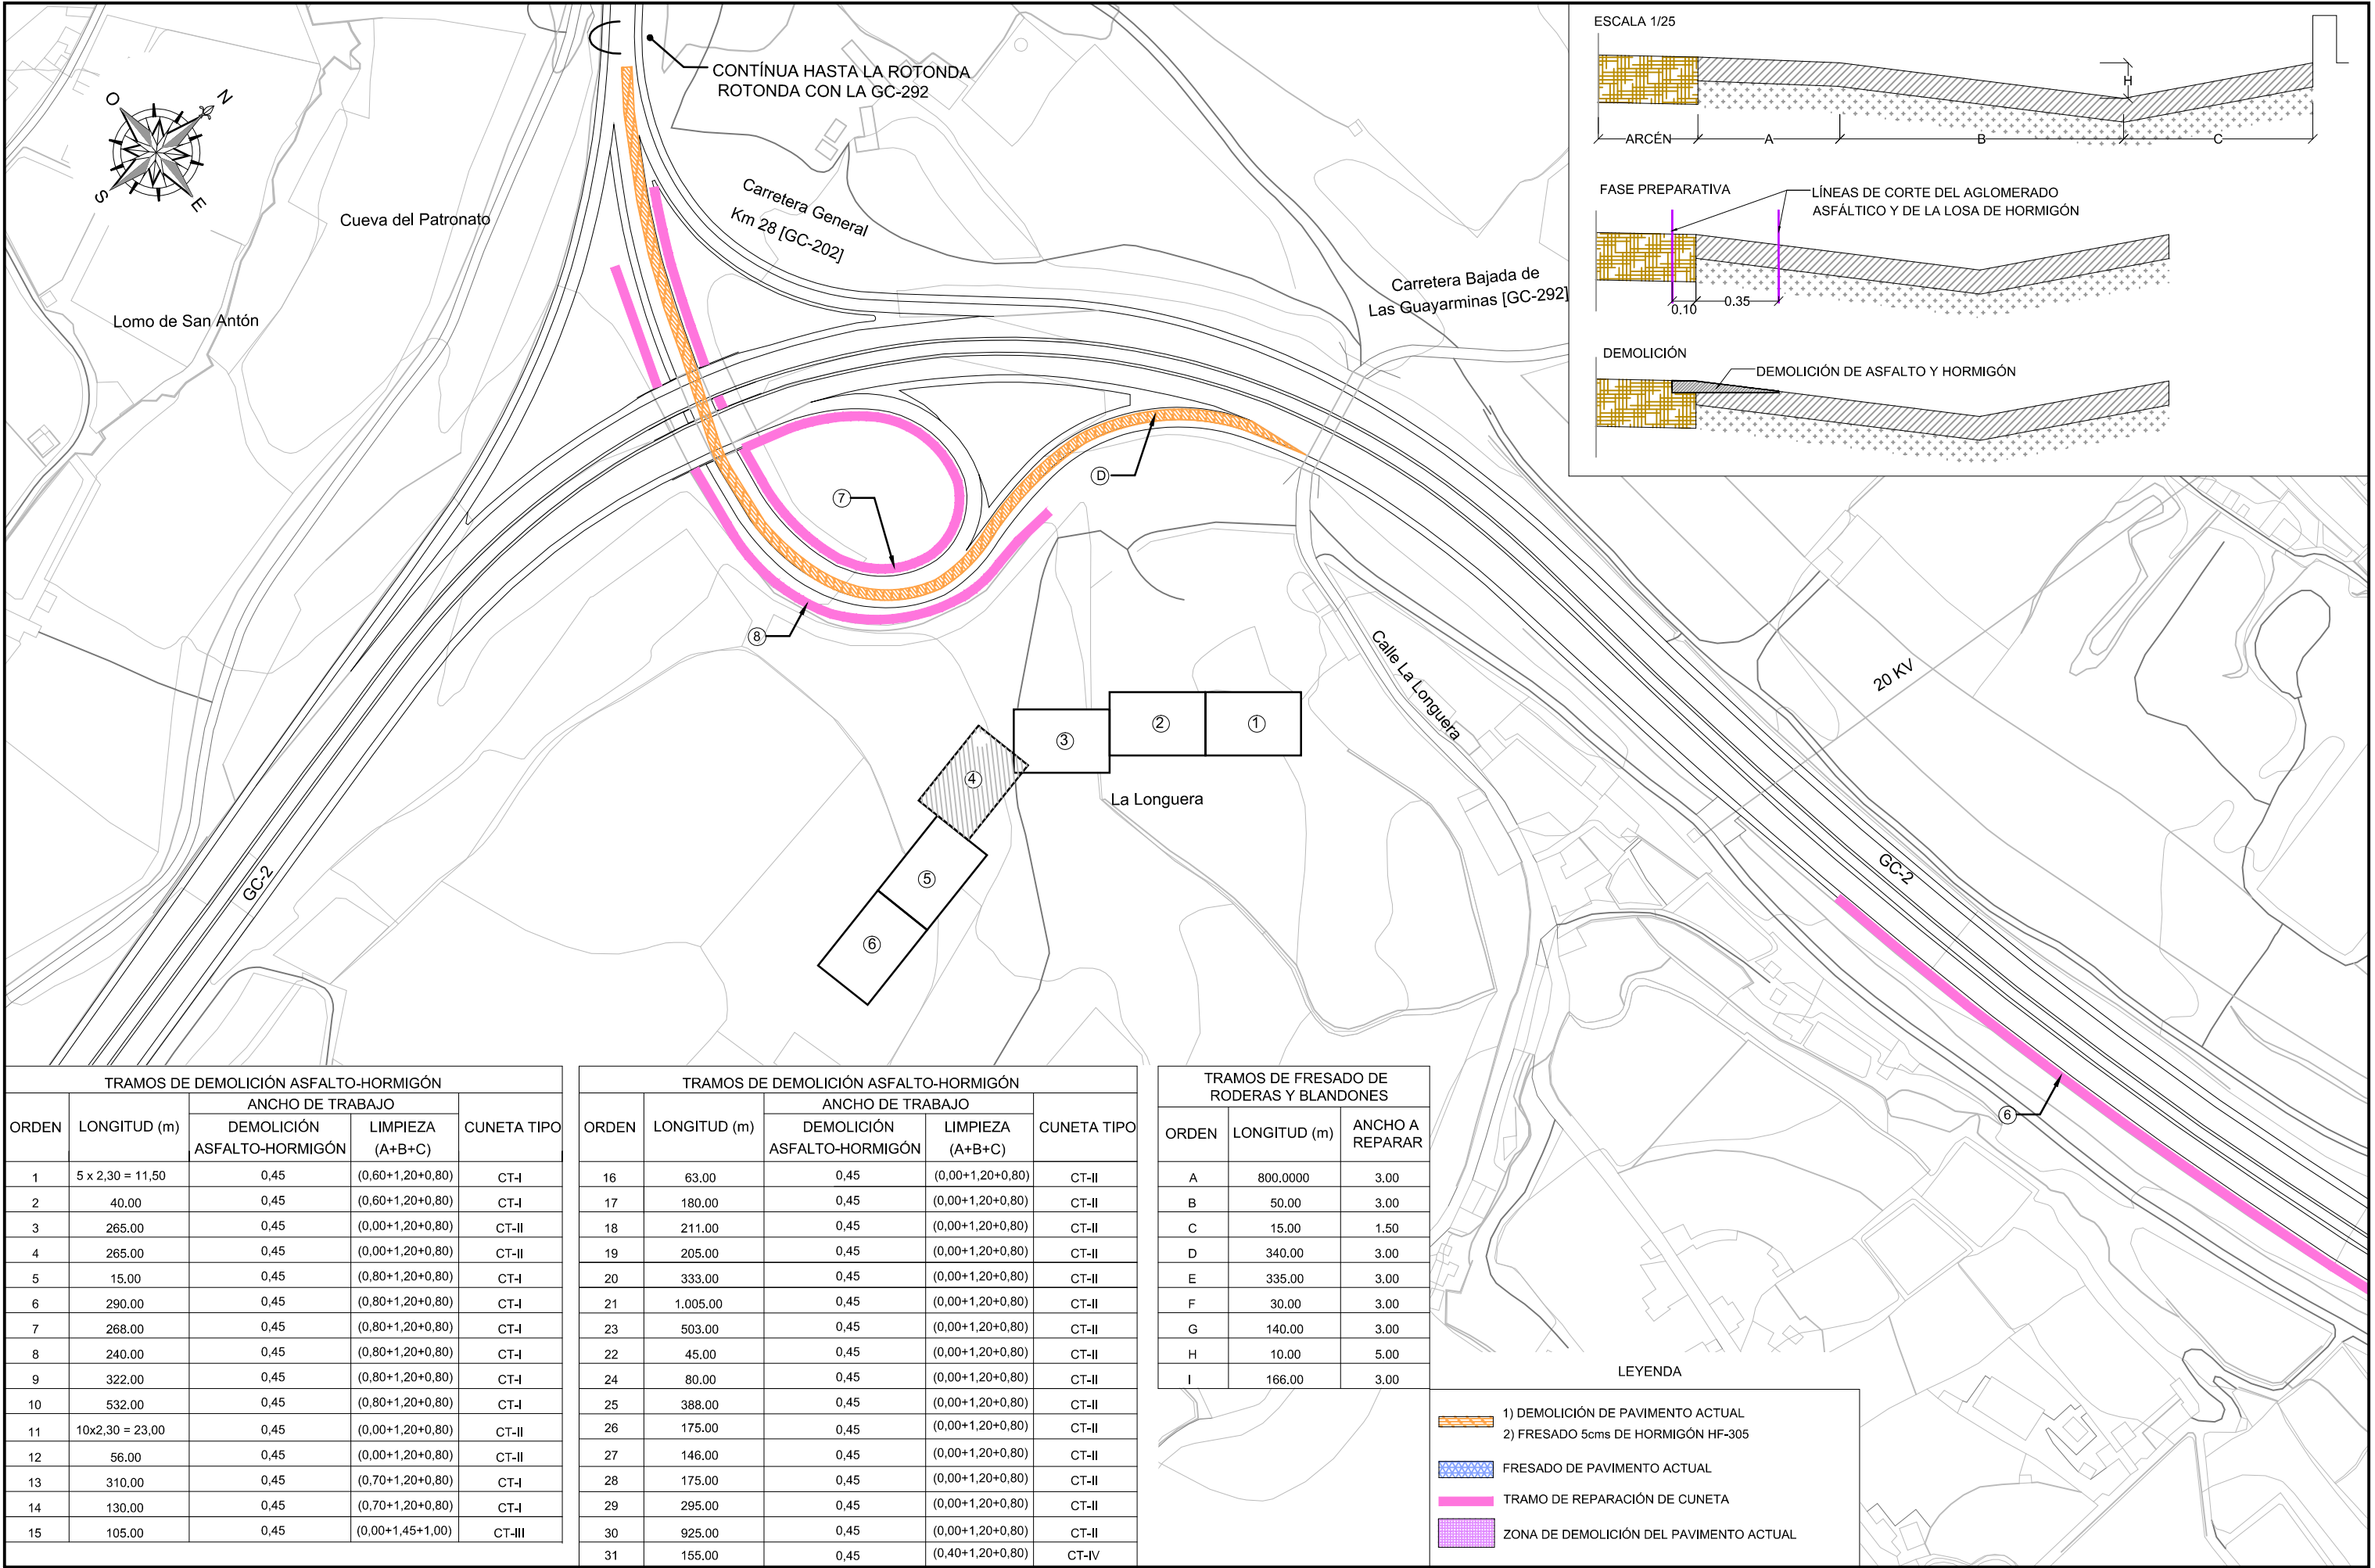 CONTÍNUA HASTA LA ROTONDA
ROTONDA CON LA GC-292
O
N
S
E
Cueva del Patronato
Carretera General
Km 28 [GC-202]
Lomo de San Antón
Carretera Bajada de
Las Guayarminas [GC-292]
ESCALA 1/25
H
ARCÉN
A
B
C
FASE PREPARATIVA
LÍNEAS DE CORTE DEL AGLOMERADO
ASFÁLTICO Y DE LA LOSA DE HORMIGÓN
0.10
0.35
DEMOLICIÓN
DEMOLICIÓN DE ASFALTO Y HORMIGÓN
D
7
8
Calle La Longuera
20 KV
1
2
3
4
5
6
La Longuera
GC-2
GC-2
6
TRAMOS DE DEMOLICIÓN ASFALTO-HORMIGÓN
ORDEN LONGITUD (m) ANCHO DE TRABAJO CUNETA TIPO
DEMOLICIÓN ASFALTO-HORMIGÓN LIMPIEZA (A+B+C)
1 5 x 2,30 = 11,50 0,45 (0,60+1,20+0,80) CT-I
2 40.00 0,45 (0,60+1,20+0,80) CT-I
3 265.00 0,45 (0,00+1,20+0,80) CT-II
4 265.00 0,45 (0,00+1,20+0,80) CT-II
5 15.00 0,45 (0,80+1,20+0,80) CT-I
6 290.00 0,45 (0,80+1,20+0,80) CT-I
7 268.00 0,45 (0,80+1,20+0,80) CT-I
8 240.00 0,45 (0,80+1,20+0,80) CT-I
9 322.00 0,45 (0,80+1,20+0,80) CT-I
10 532.00 0,45 (0,80+1,20+0,80) CT-I
11 10x2,30 = 23,00 0,45 (0,00+1,20+0,80) CT-II
12 56.00 0,45 (0,00+1,20+0,80) CT-II
13 310.00 0,45 (0,70+1,20+0,80) CT-I
14 130.00 0,45 (0,70+1,20+0,80) CT-I
15 105.00 0,45 (0,00+1,45+1,00) CT-III
TRAMOS DE DEMOLICIÓN ASFALTO-HORMIGÓN
ORDEN LONGITUD (m) ANCHO DE TRABAJO CUNETA TIPO
DEMOLICIÓN ASFALTO-HORMIGÓN LIMPIEZA (A+B+C)
16 63.00 0,45 (0,00+1,20+0,80) CT-II
17 180.00 0,45 (0,00+1,20+0,80) CT-II
18 211.00 0,45 (0,00+1,20+0,80) CT-II
19 205.00 0,45 (0,00+1,20+0,80) CT-II
20 333.00 0,45 (0,00+1,20+0,80) CT-II
21 1.005.00 0,45 (0,00+1,20+0,80) CT-II
23 503.00 0,45 (0,00+1,20+0,80) CT-II
22 45.00 0,45 (0,00+1,20+0,80) CT-II
24 80.00 0,45 (0,00+1,20+0,80) CT-II
25 388.00 0,45 (0,00+1,20+0,80) CT-II
26 175.00 0,45 (0,00+1,20+0,80) CT-II
27 146.00 0,45 (0,00+1,20+0,80) CT-II
28 175.00 0,45 (0,00+1,20+0,80) CT-II
29 295.00 0,45 (0,00+1,20+0,80) CT-II
30 925.00 0,45 (0,00+1,20+0,80) CT-II
31 155.00 0,45 (0,40+1,20+0,80) CT-IV
TRAMOS DE FRESADO DE
RODERAS Y BLANDONES
ORDEN LONGITUD (m) ANCHO A REPARAR
A 800.0000 3.00
B 50.00 3.00
C 15.00 1.50
D 340.00 3.00
E 335.00 3.00
F 30.00 3.00
G 140.00 3.00
H 10.00 5.00
I 166.00 3.00
LEYENDA
1) DEMOLICIÓN DE PAVIMENTO ACTUAL
2) FRESADO 5cms DE HORMIGÓN HF-305
FRESADO DE PAVIMENTO ACTUAL
TRAMO DE REPARACIÓN DE CUNETA
ZONA DE DEMOLICIÓN DEL PAVIMENTO ACTUAL